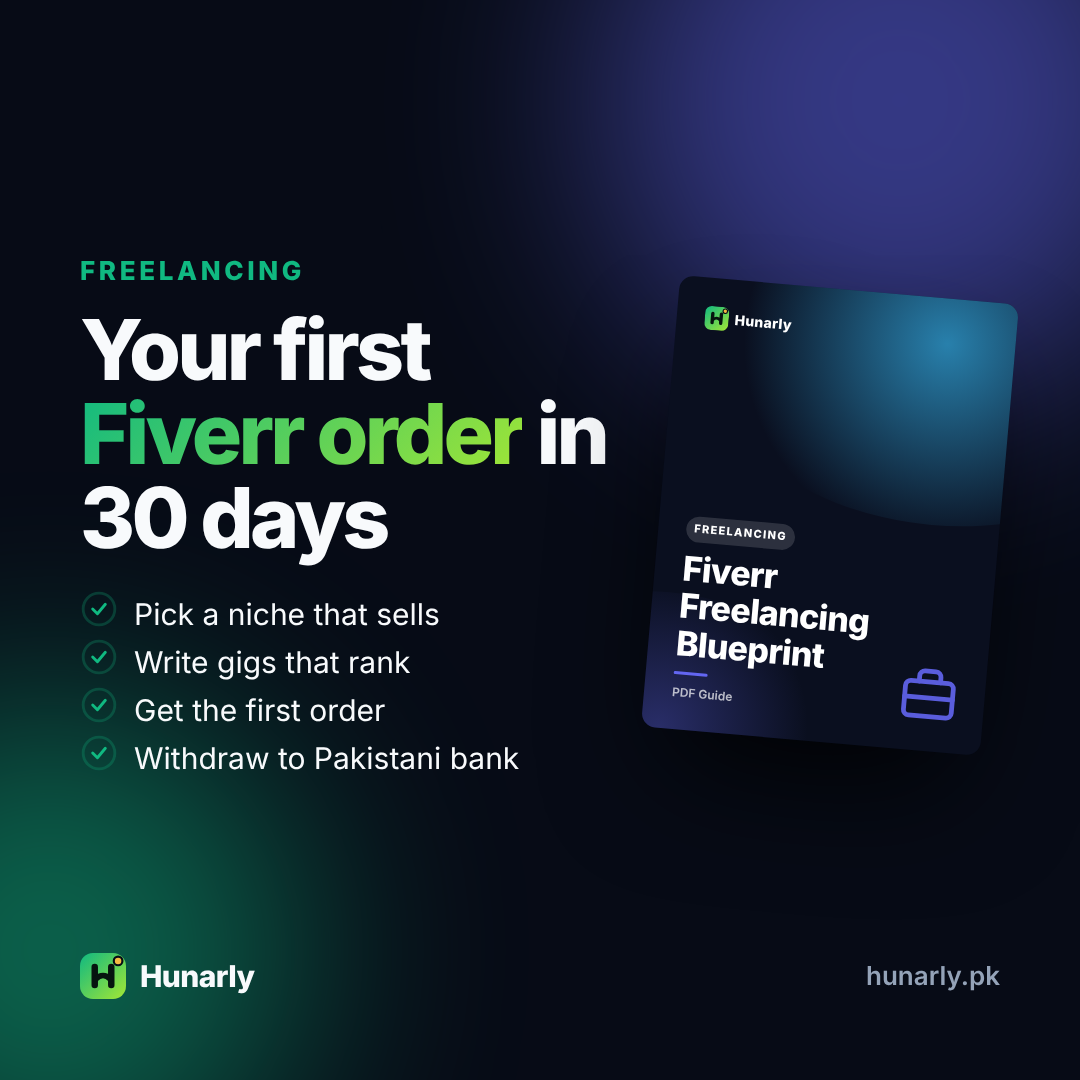 FREELANCING
Your first
Fiverr order in
30 days
Pick a niche that sells
Write gigs that rank
Get the first order
Withdraw to Pakistani bank
Hunarly
FREELANCING
Fiverr
Freelancing
Blueprint
PDF Guide
Hunarly
hunarly.pk